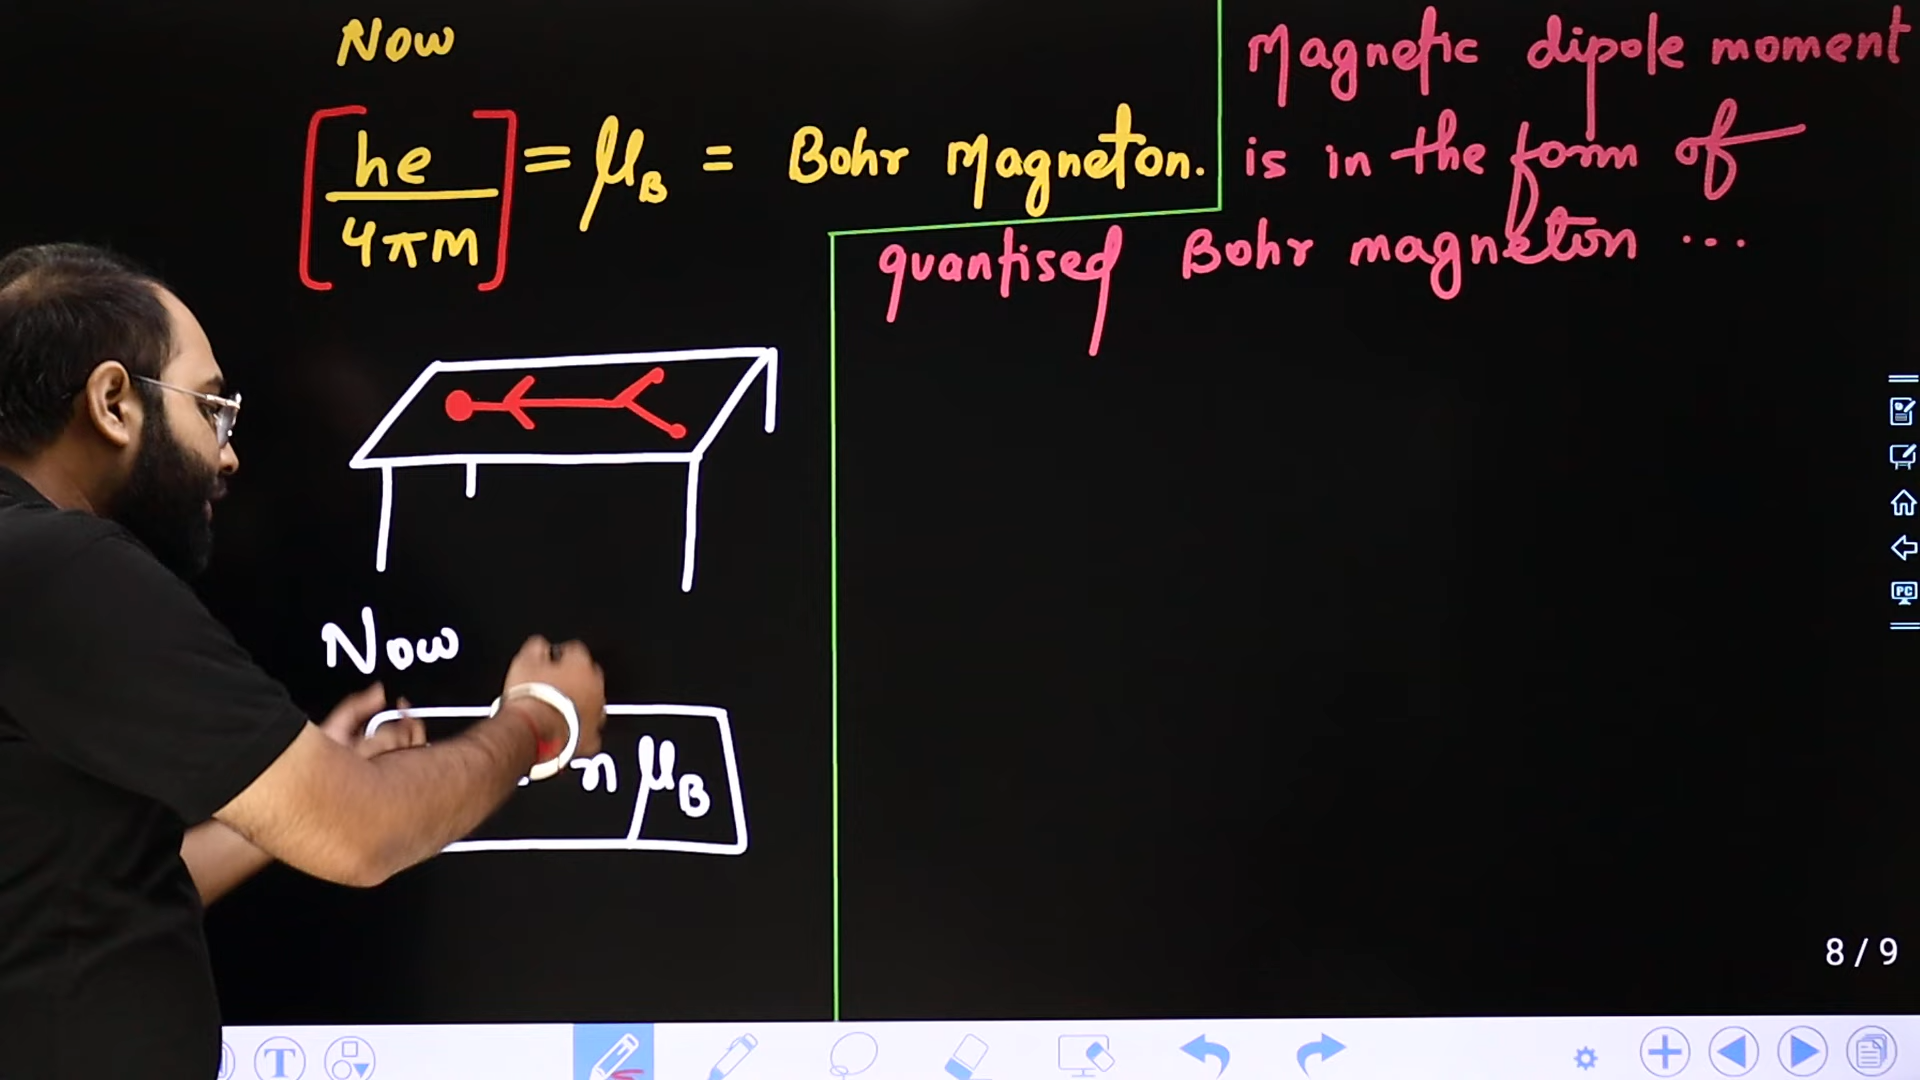 Now
he
4πm
= μB = Bohr Magneton.
Magnetic dipole moment
is in the form of
quantised Bohr magneton ...
Now
n μB
8 / 9
T
PC